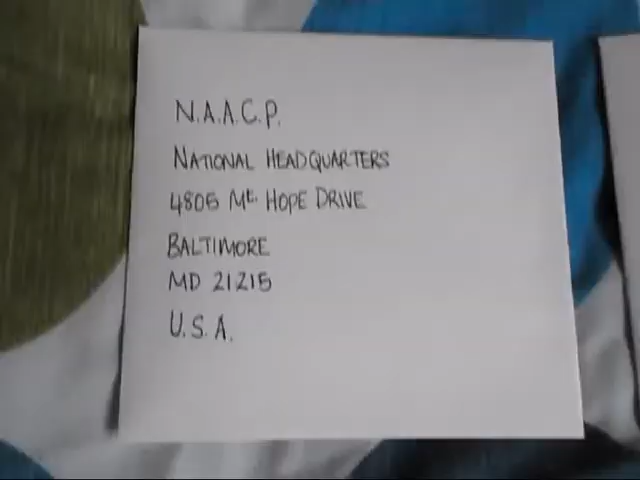 N.A.A.C.P.
NATIONAL HEADQUARTERS
4805 Mt. HOPE DRIVE
BALTIMORE
MD 21215
U.S.A.